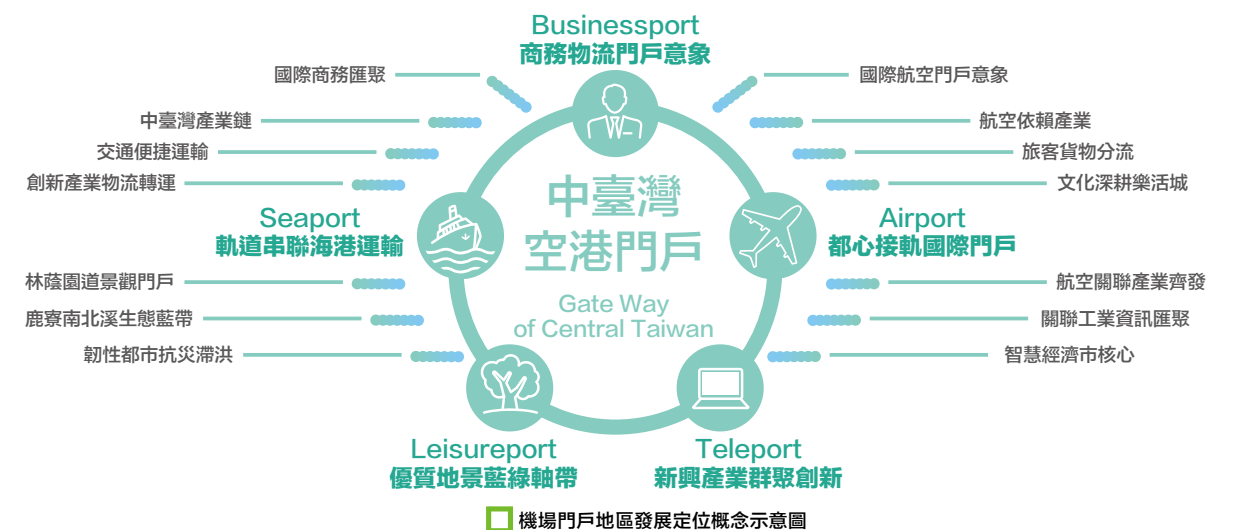 Businessport
商務物流門戶意象
國際商務匯聚
中臺灣產業鏈
交通便捷運輸
創新產業物流轉運
國際航空門戶意象
航空依賴產業
旅客貨物分流
文化深耕樂活城
Seaport
軌道串聯海港運輸
中臺灣
空港門戶
Gate Way
of Central Taiwan
Airport
都心接軌國際門戶
林蔭園道景觀門戶
鹿寮南北溪生態藍帶
韌性都市抗災滯洪
航空關聯產業齊發
關聯工業資訊匯聚
智慧經濟市核心
Leisureport
優質地景藍綠軸帶
Teleport
新興產業群聚創新
機場門戶地區發展定位概念示意圖